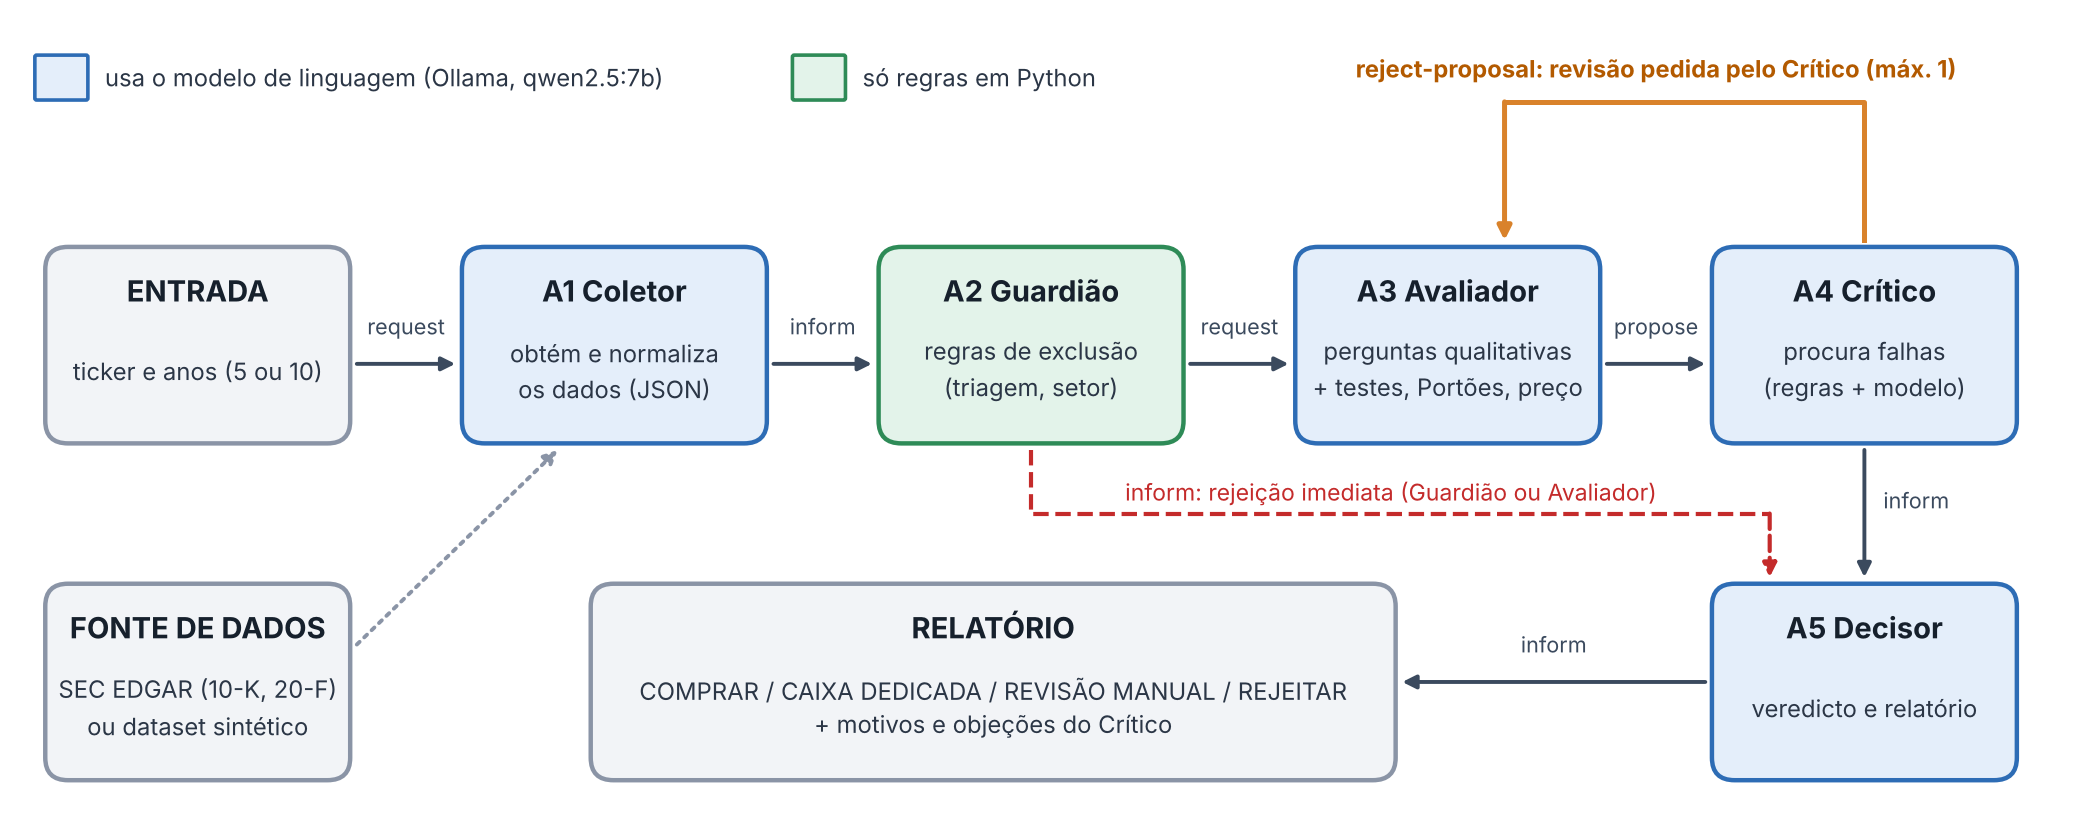 usa o modelo de linguagem (Ollama, qwen2.5:7b)
só regras em Python
reject-proposal: revisão pedida pelo Crítico (máx. 1)
ENTRADA
ticker e anos (5 ou 10)
request
A1 Coletor
obtém e normaliza
os dados (JSON)
inform
A2 Guardião
regras de exclusão
(triagem, setor)
request
A3 Avaliador
perguntas qualitativas
+ testes, Portões, preço
propose
A4 Crítico
procura falhas
(regras + modelo)
inform: rejeição imediata (Guardião ou Avaliador)
inform
FONTE DE DADOS
SEC EDGAR (10-K, 20-F)
ou dataset sintético
RELATÓRIO
COMPRAR / CAIXA DEDICADA / REVISÃO MANUAL / REJEITAR
+ motivos e objeções do Crítico
inform
A5 Decisor
veredicto e relatório